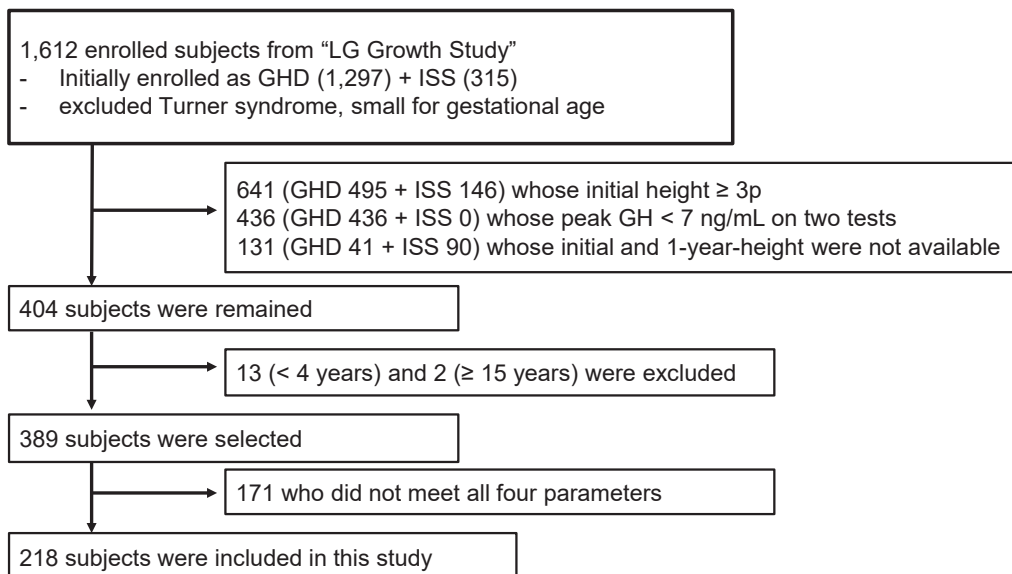 1,612 enrolled subjects from “LG Growth Study”
- Initially enrolled as GHD (1,297) + ISS (315)
- excluded Turner syndrome, small for gestational age
641 (GHD 495 + ISS 146) whose initial height ≥ 3p
436 (GHD 436 + ISS 0) whose peak GH < 7 ng/mL on two tests
131 (GHD 41 + ISS 90) whose initial and 1-year-height were not available
404 subjects were remained
13 (< 4 years) and 2 (≥ 15 years) were excluded
389 subjects were selected
171 who did not meet all four parameters
218 subjects were included in this study